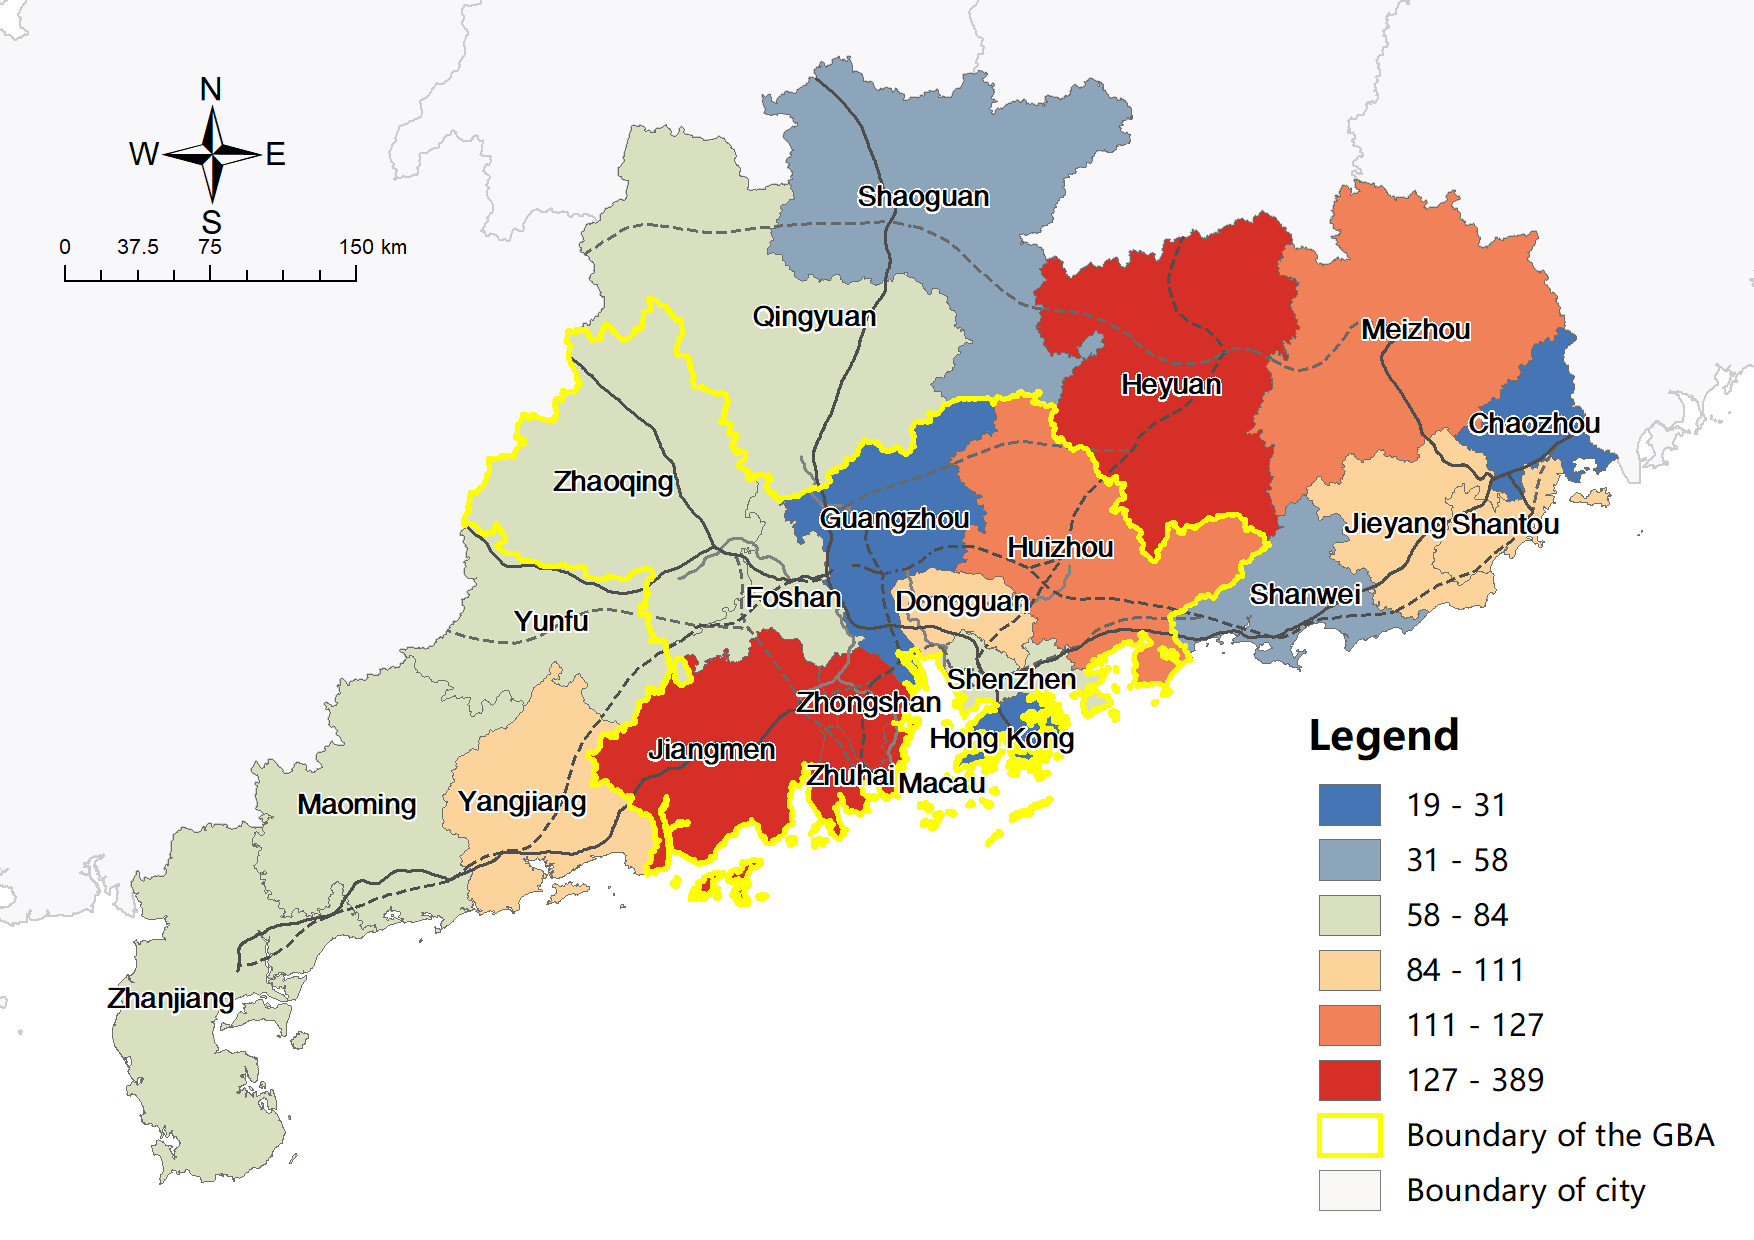 N
W E
S
0 37.5 75 150 km
Shaoguan
Qingyuan
Meizhou
Heyuan
Chaozhou
Zhaoqing
Guangzhou
Jieyang Shantou
Huizhou
Foshan
Dongguan
Shanwei
Yunfu
Shenzhen
Zhongshan
Hong Kong
Jiangmen
Zhuhai
Macau
Maoming
Yangjiang
Zhanjiang
Legend
19 - 31
31 - 58
58 - 84
84 - 111
111 - 127
127 - 389
Boundary of the GBA
Boundary of city